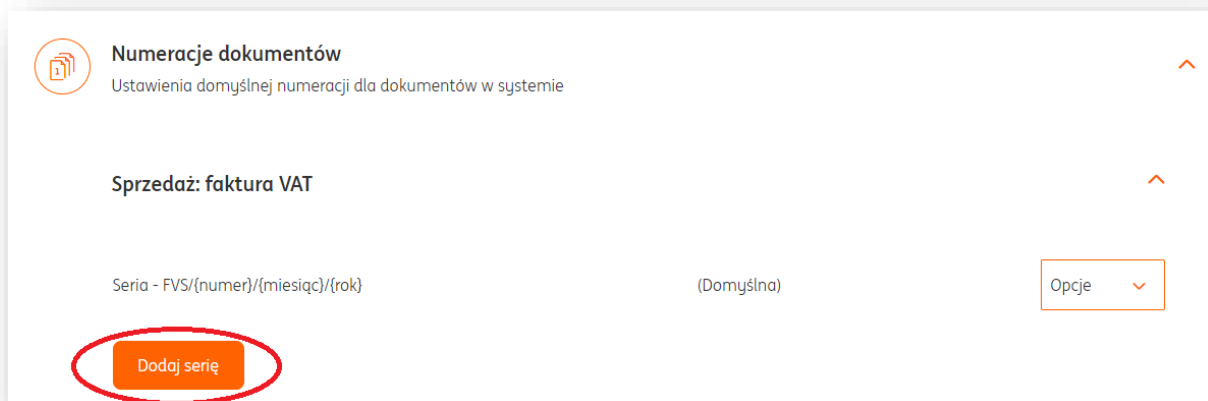 1
Numeracje dokumentów
Ustawienia domyślnej numeracji dla dokumentów w systemie
Sprzedaż: faktura VAT
Seria - FVS/{numer}/{miesiąc}/{rok} (Domyślna) Opcje
Dodaj serię